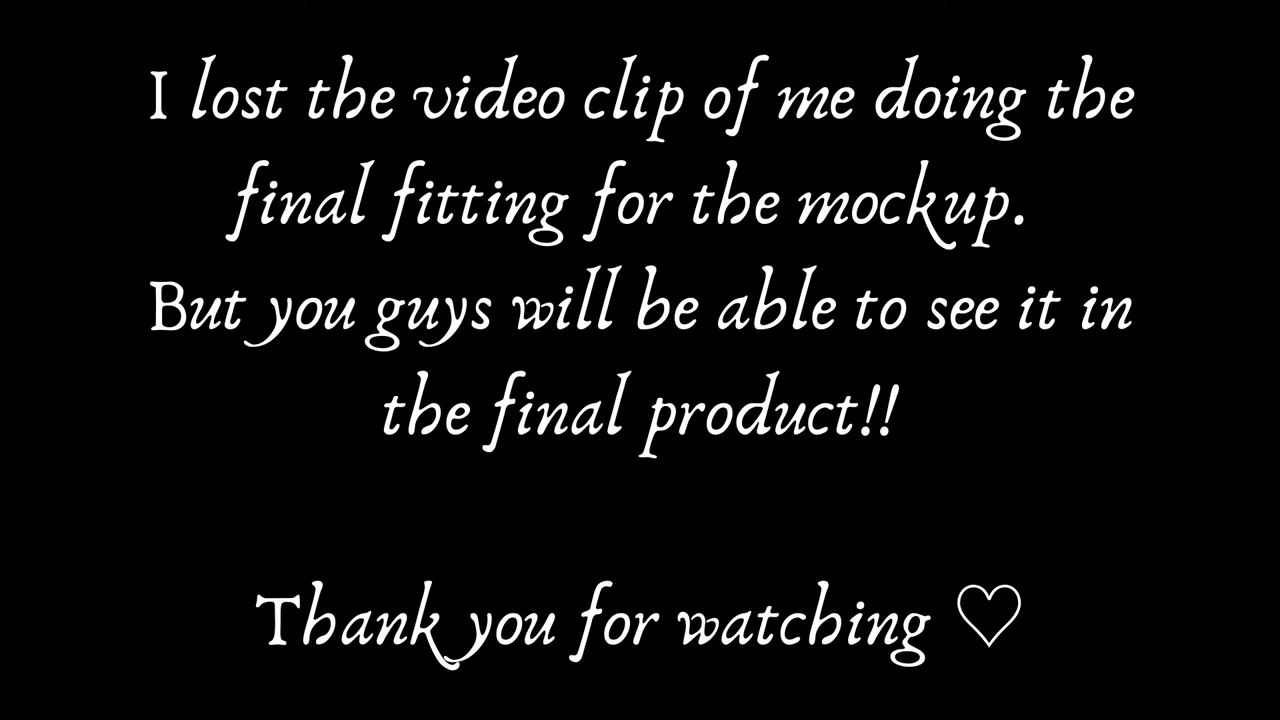 I lost the video clip of me doing the
final fitting for the mockup.
But you guys will be able to see it in
the final product!!
Thank you for watching ♡